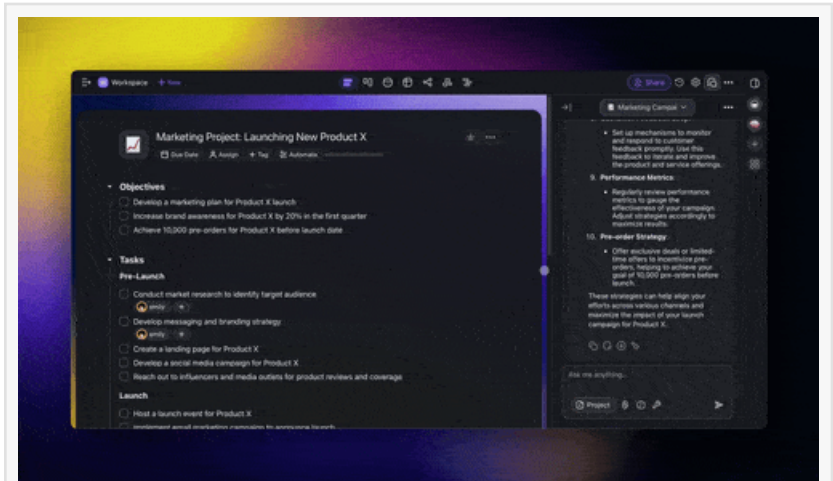 Workspace
+ New
Share
Marketing Project: Launching New Product X
Due Date
Assign
+ Tag
Automate
Objectives
Develop a marketing plan for Product X launch
Increase brand awareness for Product X by 20% in the first quarter
Achieve 10,000 pre-orders for Product X before launch date
Tasks
Pre-Launch
Conduct market research to identify target audience
emily
+
Develop messaging and branding strategy
emily
+
Create a landing page for Product X
Develop a social media campaign for Product X
Reach out to influencers and media outlets for product reviews and coverage
Launch
Host a launch event for Product X
Implement email marketing campaign to announce launch
Marketing Campai
Set up mechanisms to monitor
and respond to customer
feedback promptly. Use this
feedback to iterate and improve
the product and service offerings.
9. Performance Metrics
Regularly review performance
metrics to gauge the
effectiveness of your campaign.
Adjust strategies accordingly to
maximize results.
10. Pre-order Strategy
Offer exclusive deals or limited-
time offers to incentivize pre-
orders, helping to achieve your
goal of 10,000 pre-orders before
launch.
These strategies can help align your
efforts across various channels and
maximize the impact of your launch
campaign for Product X.
Ask me anything...
Project